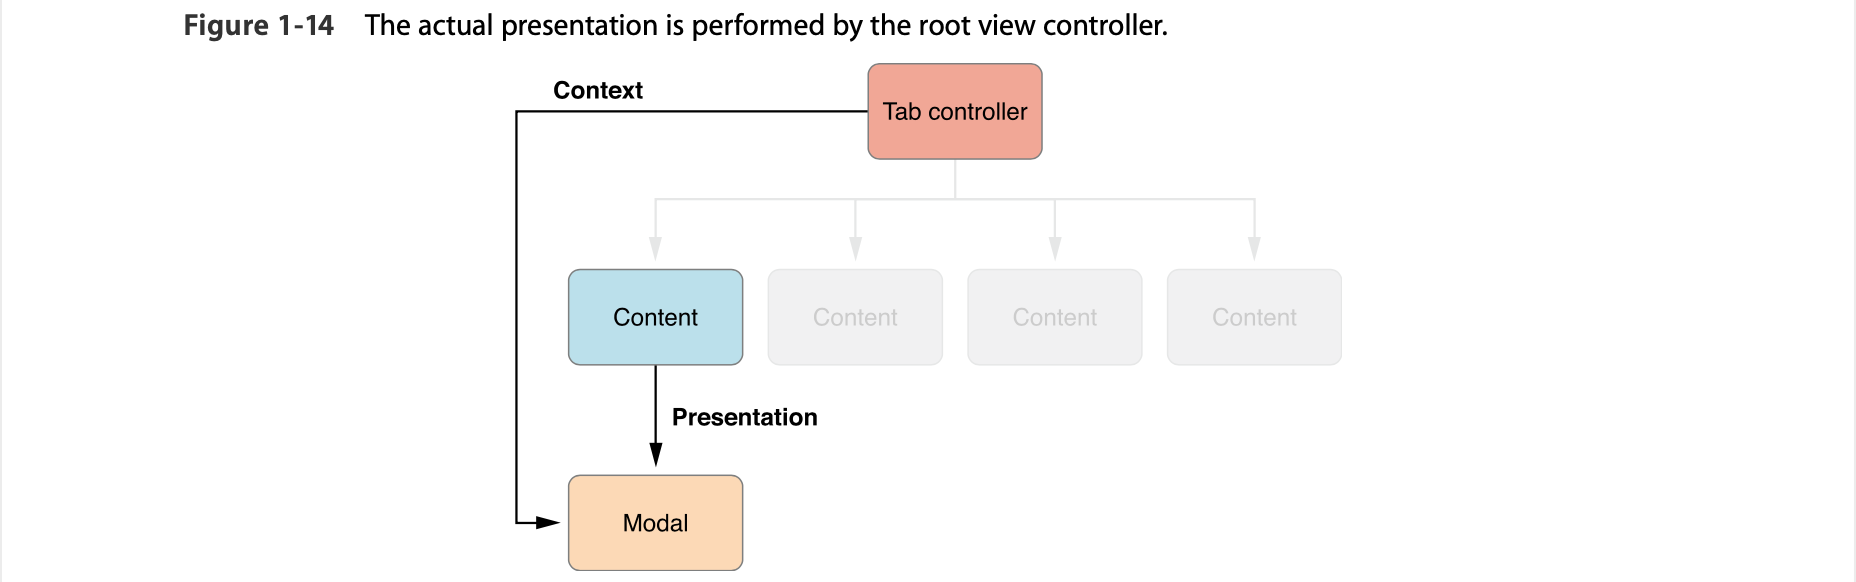 Figure 1-14 The actual presentation is performed by the root view controller.
Context
Tab controller
Content Content Content Content
Presentation
Modal